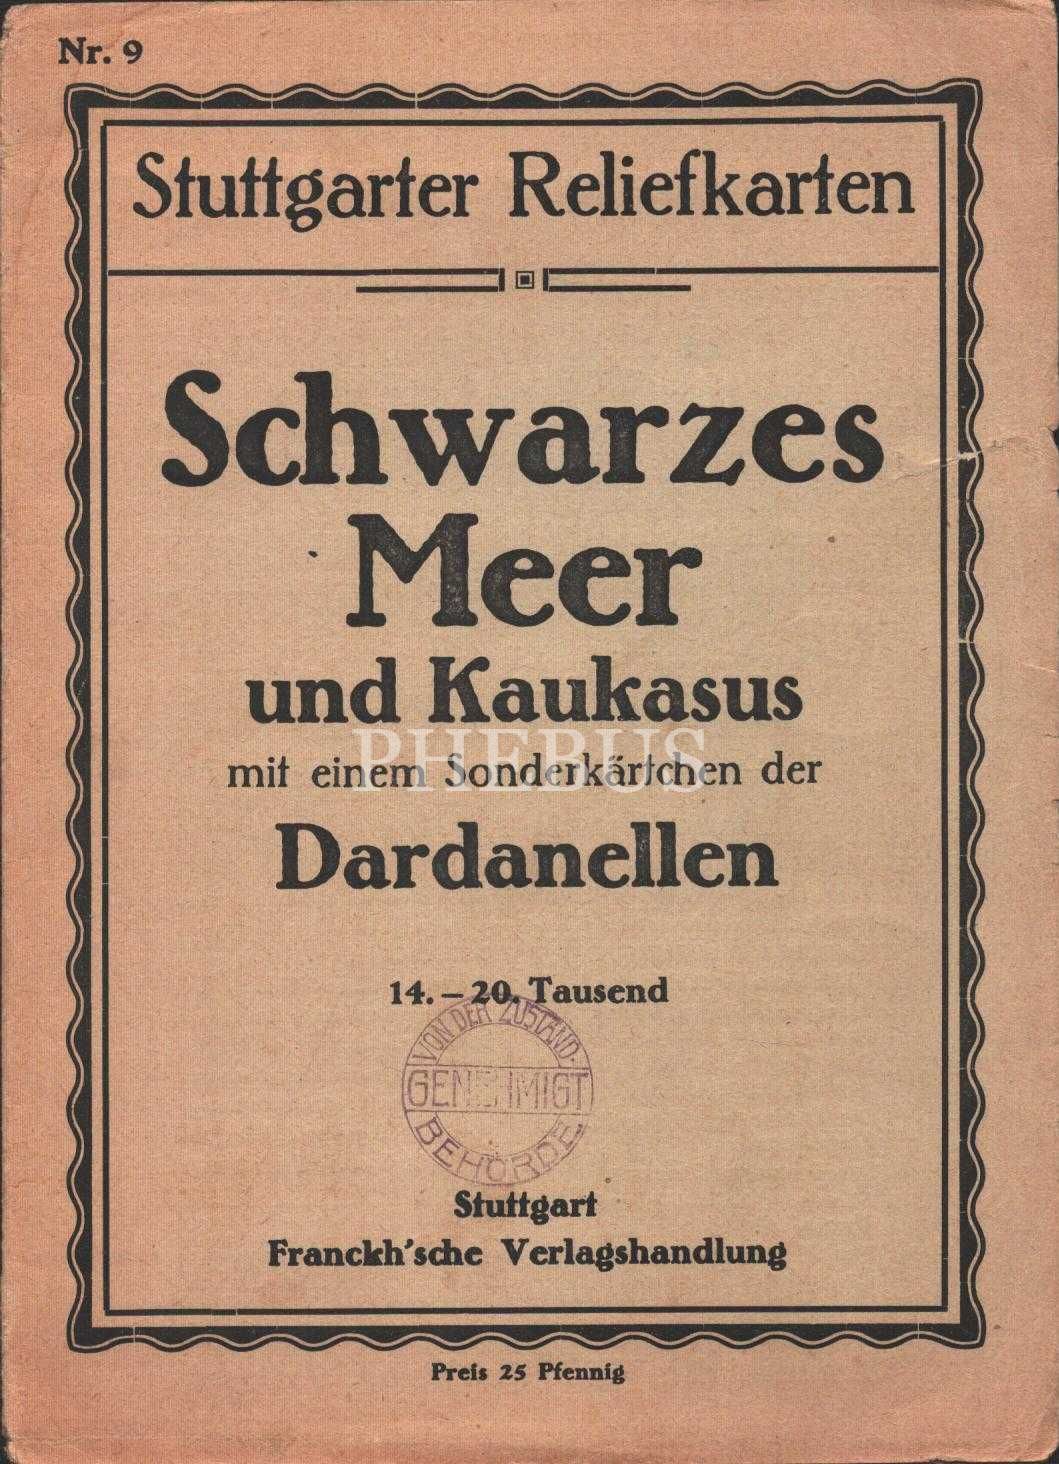 Nr. 9
Stuttgarter Reliefkarten
Schwarzes
Meer
und Kaukasus
mit einem Sonderkärtchen der
Dardanellen
PHEBUS
14.–20. Tausend
VON DER ZUSTÄND.
GENEHMIGT
BEHÖRDE
Stuttgart
Franckh'sche Verlagshandlung
Preis 25 Pfennig